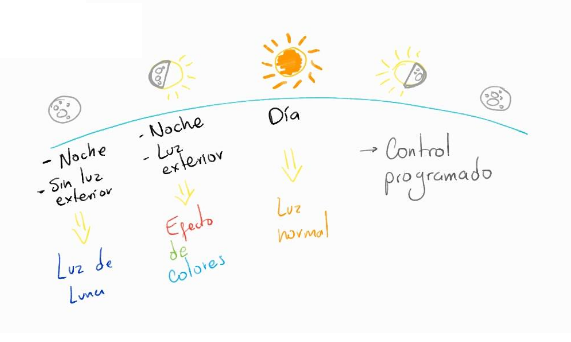 - Noche
- Sin luz
exterior
Luz de
Luna
- Noche
- Luz
exterior
Efecto
de
colores
Día
Luz
normal
→ Control
programado